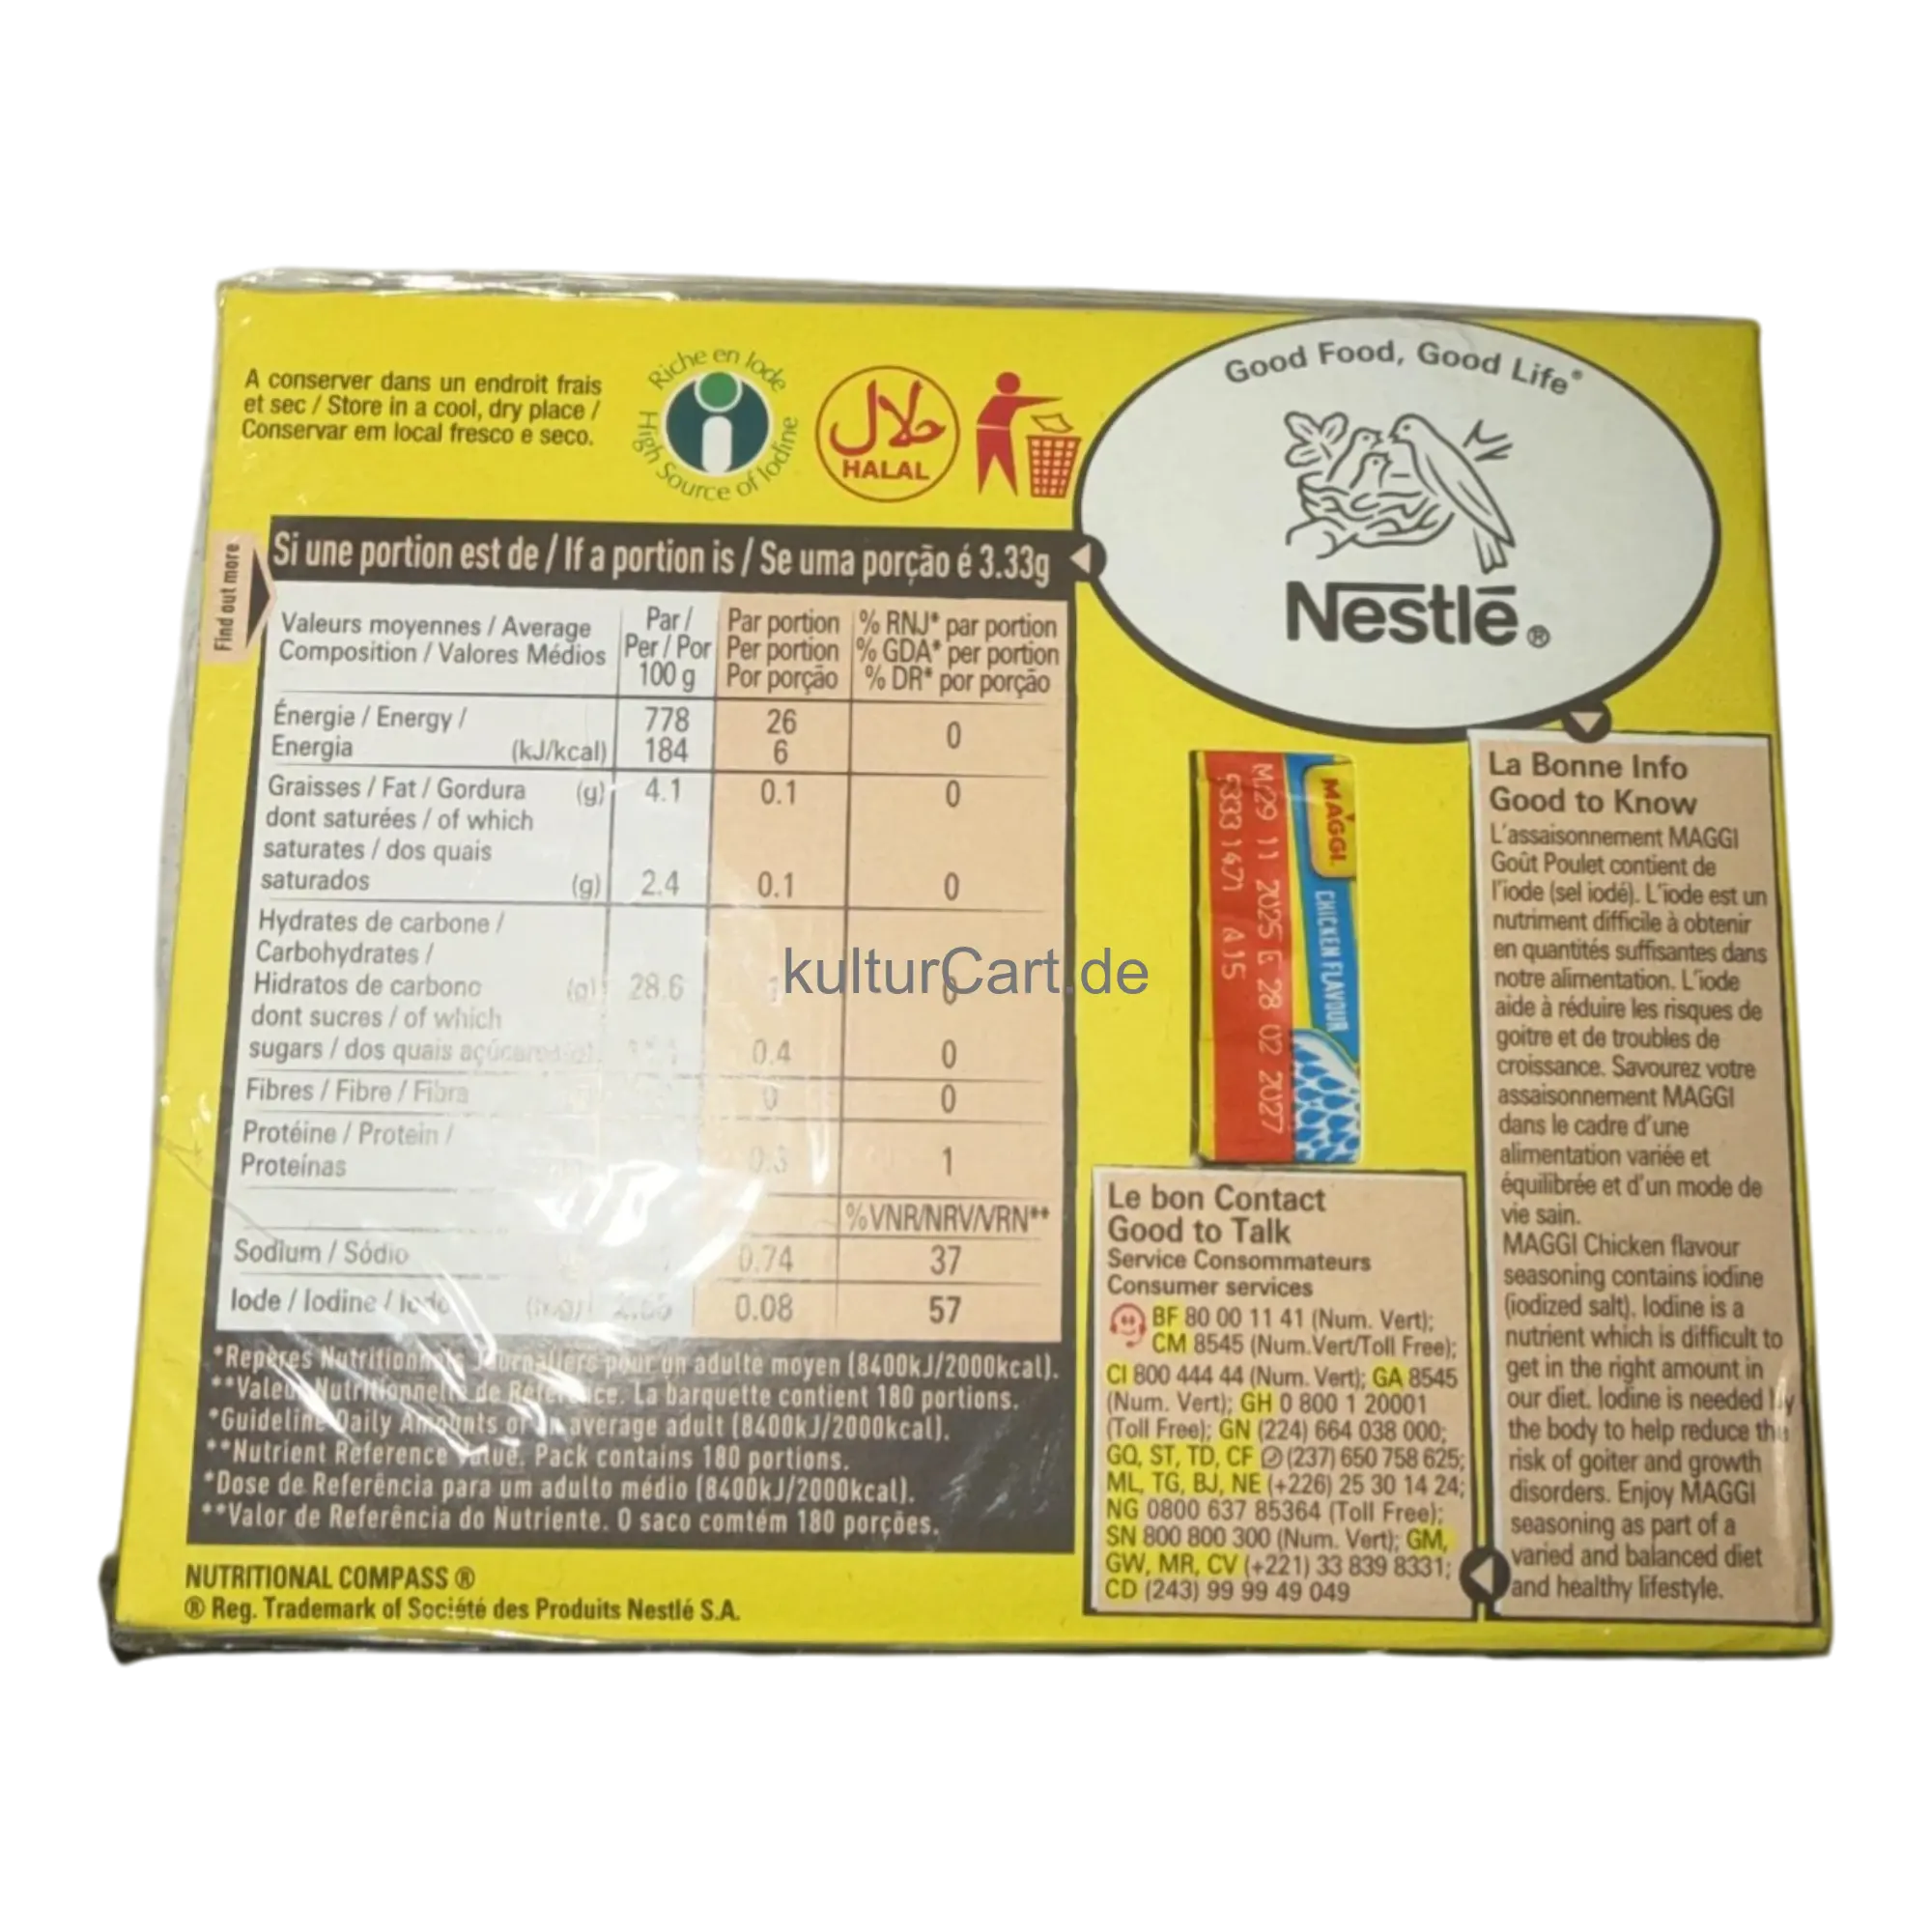 A conserver dans un endroit frais
et sec / Store in a cool, dry place /
Conservar em local fresco e seco.
Riche en Iode
High Source of Iodine
حلال
HALAL
Good Food, Good Life®
Nestlé®
Find out more
Si une portion est de / If a portion is / Se uma porção é 3.33g
Valeurs moyennes / Average
Composition / Valores Médios
Par /
Per / Por
100 g
Par portion
Per portion
Por porção
% RNJ* par portion
% GDA* per portion
% DR* por porção
Énergie / Energy / 778 26
Energia (kJ/kcal) 184 6 0
Graisses / Fat / Gordura (g) 4.1 0.1 0
dont saturées / of which
saturates / dos quais
saturados (g) 2.4 0.1 0
Hydrates de carbone /
Carbohydrates /
Hidratos de carbono (g) 28.6 0
dont sucres / of which
sugars / dos quais açúcares 0.4 0
Fibres / Fibre / Fibra 0 0
Protéine / Protein /
Proteínas 0.3 1
%VNR/NRV/VRN**
Sodium / Sódio 0.74 37
Iode / Iodine / Iodo 0.08 57
*Repères Nutritionnels Journaliers pour un adulte moyen (8400kJ/2000kcal).
**Valeur Nutritionnelle de Référence. La barquette contient 180 portions.
*Guideline Daily Amounts of an average adult (8400kJ/2000kcal).
**Nutrient Reference Value. Pack contains 180 portions.
*Dose de Referência para um adulto médio (8400kJ/2000kcal).
**Valor de Referência do Nutriente. O saco comtém 180 porções.
NUTRITIONAL COMPASS ®
® Reg. Trademark of Société des Produits Nestlé S.A.
kulturCart.de
MAGGI
CHICKEN FLAVOUR
M/29 11 2025 E 28 02 2027
Le bon Contact
Good to Talk
Service Consommateurs
Consumer services
BF 80 00 11 41 (Num. Vert);
CM 8545 (Num.Vert/Toll Free);
CI 800 444 44 (Num. Vert); GA 8545
(Num. Vert); GH 0 800 1 20001
(Toll Free); GN (224) 664 038 000;
GQ, ST, TD, CF (237) 650 758 625;
ML, TG, BJ, NE (+226) 25 30 14 24;
NG 0800 637 85364 (Toll Free);
SN 800 800 300 (Num. Vert); GM,
GW, MR, CV (+221) 33 839 8331;
CD (243) 99 99 49 049
La Bonne Info
Good to Know
L'assaisonnement MAGGI
Goût Poulet contient de
l'iode (sel iodé). L'iode est un
nutriment difficile à obtenir
en quantités suffisantes dans
notre alimentation. L'iode
aide à réduire les risques de
goitre et de troubles de
croissance. Savourez votre
assaisonnement MAGGI
dans le cadre d'une
alimentation variée et
équilibrée et d'un mode de
vie sain.
MAGGI Chicken flavour
seasoning contains iodine
(iodized salt). Iodine is a
nutrient which is difficult to
get in the right amount in
our diet. Iodine is needed by
the body to help reduce the
risk of goiter and growth
disorders. Enjoy MAGGI
seasoning as part of a
varied and balanced diet
and healthy lifestyle.